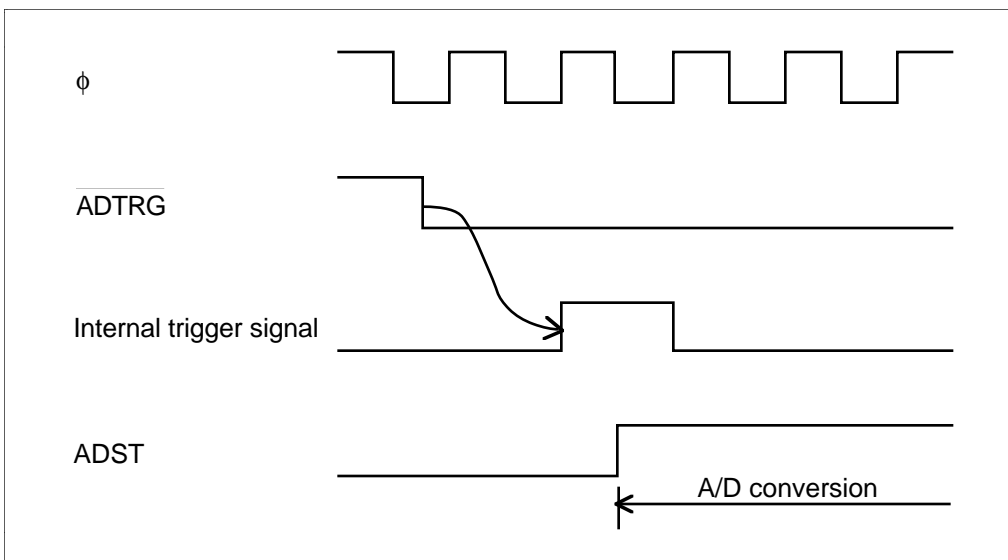 ϕ
ADTRG
Internal trigger signal
ADST
A/D conversion